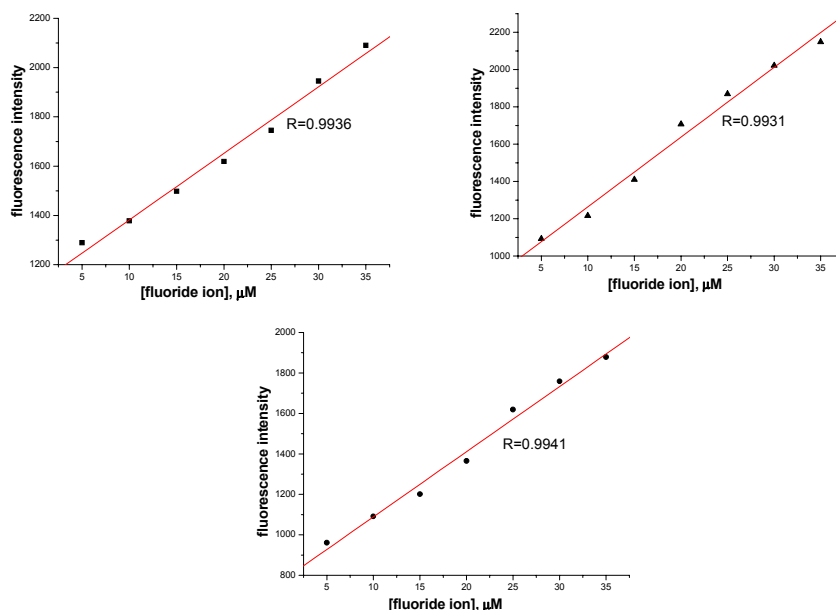 2200
2000
1800
1600
1400
1200
fluorescence intensity
R=0.9936
5 10 15 20 25 30 35
[fluoride ion], μM
2200
2000
1800
1600
1400
1200
1000
fluorescence intensity
R=0.9931
5 10 15 20 25 30 35
[fluoride ion], μM
2000
1800
1600
1400
1200
1000
800
fluorescence intensity
R=0.9941
5 10 15 20 25 30 35
[fluoride ion], μM